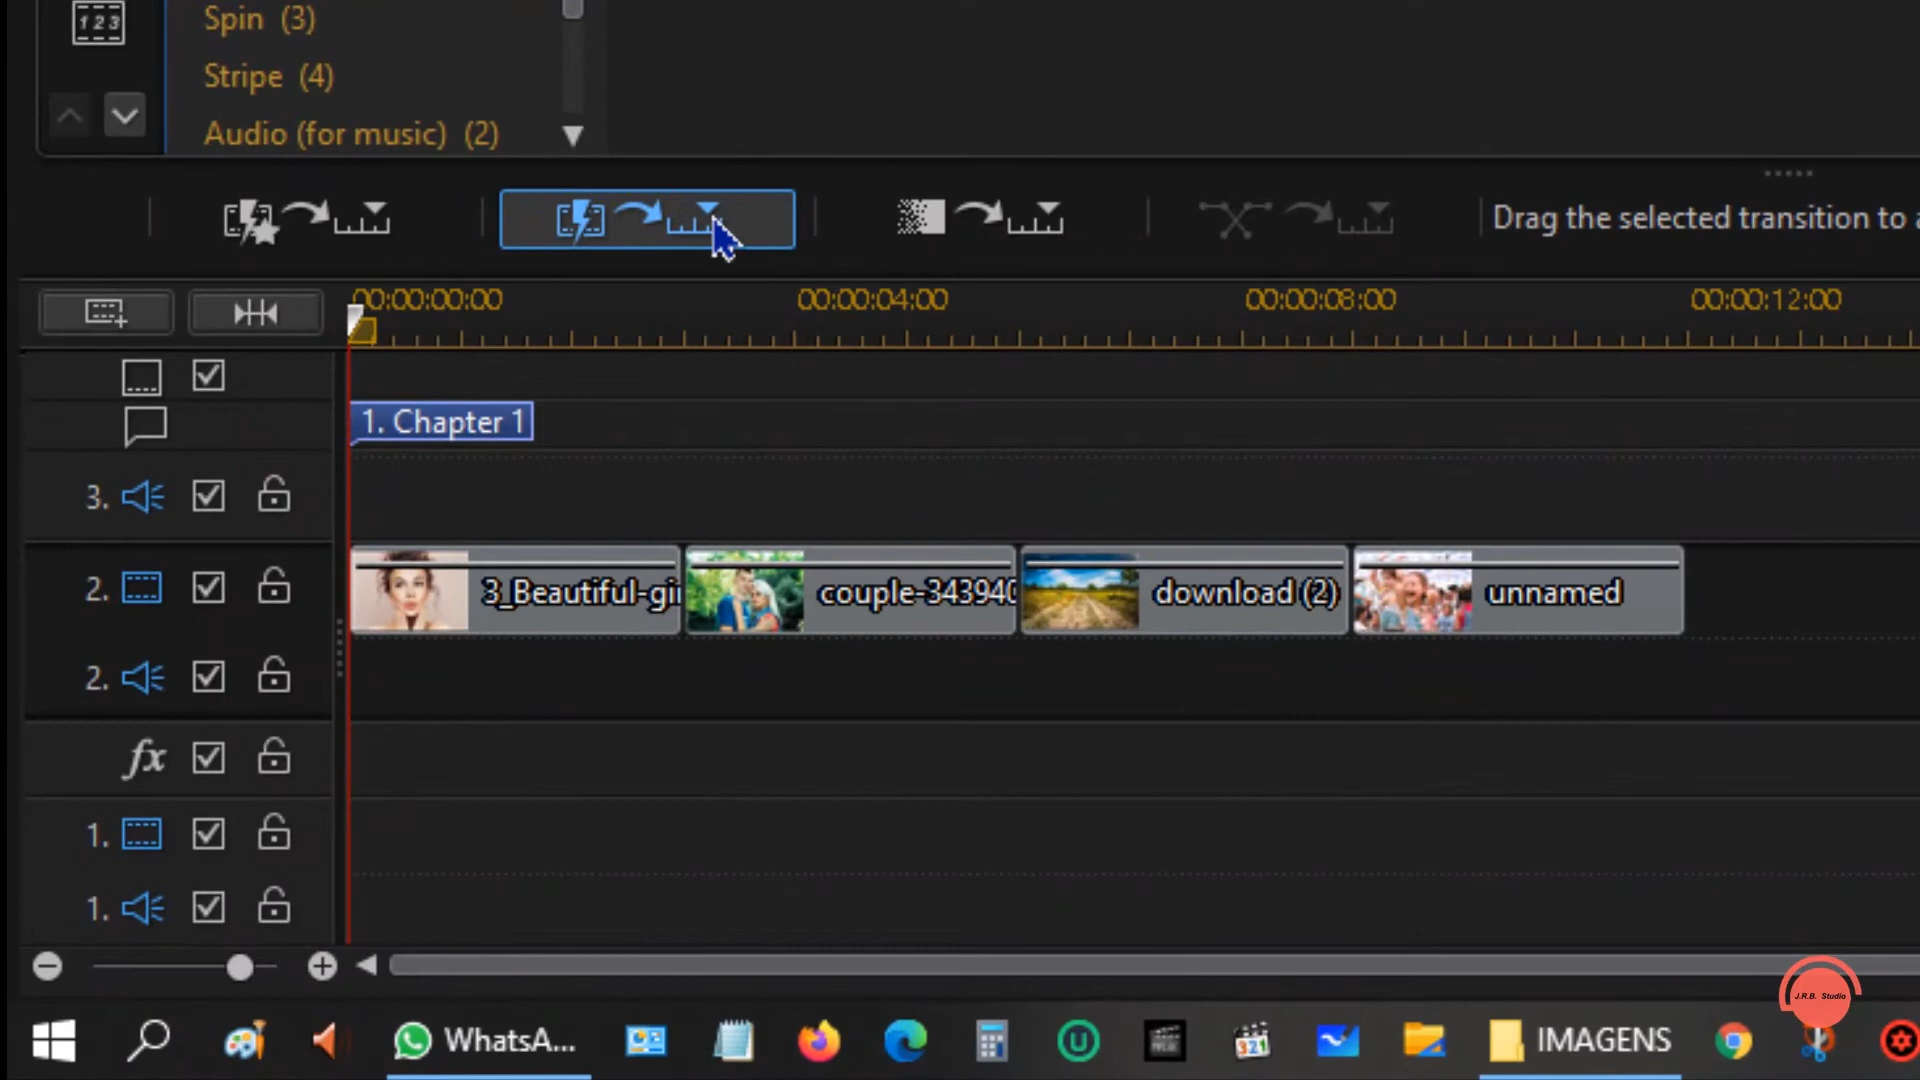 123
Spin (3)
Stripe (4)
Audio (for music) (2)
Drag the selected transition to a
00:00:00:00 00:00:04:00 00:00:08:00 00:00:12:00
1. Chapter 1
3.
2. 3_Beautiful-gi couple-343940 download (2) unnamed
2.
fx
1.
1.
J.R.B. Studio
WhatsA... 321 IMAGENS